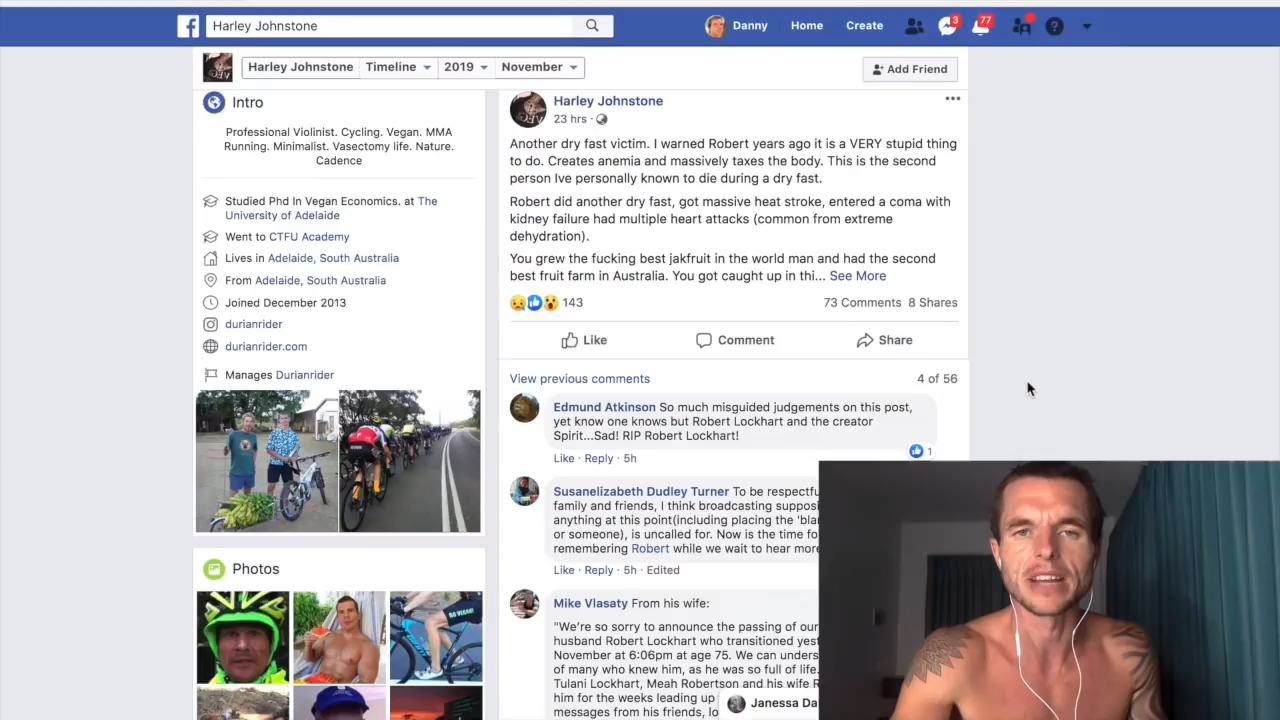 Harley Johnstone
Danny Home Create 3 77
Harley Johnstone Timeline 2019 November
Add Friend
Intro
Professional Violinist. Cycling. Vegan. MMA
Running. Minimalist. Vasectomy life. Nature.
Cadence
Studied Phd In Vegan Economics. at The
University of Adelaide
Went to CTFU Academy
Lives in Adelaide, South Australia
From Adelaide, South Australia
Joined December 2013
durianrider
durianrider.com
Manages Durianrider
Photos
Harley Johnstone
23 hrs ·
Another dry fast victim. I warned Robert years ago it is a VERY stupid thing
to do. Creates anemia and massively taxes the body. This is the second
person Ive personally known to die during a dry fast.
Robert did another dry fast, got massive heat stroke, entered a coma with
kidney failure had multiple heart attacks (common from extreme
dehydration).
You grew the fucking best jakfruit in the world man and had the second
best fruit farm in Australia. You got caught up in thi... See More
143
73 Comments 8 Shares
Like Comment Share
View previous comments
4 of 56
Edmund Atkinson So much misguided judgements on this post,
yet know one knows but Robert Lockhart and the creator
Spirit...Sad! RIP Robert Lockhart!
1
Like · Reply · 5h
Susanelizabeth Dudley Turner To be respectfu
family and friends, I think broadcasting supposi
anything at this point(including placing the 'blar
or someone), is uncalled for. Now is the time fo
remembering Robert while we wait to hear more
Like · Reply · 5h · Edited
Mike Vlasaty From his wife:
"We're so sorry to announce the passing of our
husband Robert Lockhart who transitioned yest
November at 6:06pm at age 75. We can unders
of many who knew him, as he was so full of life.
Tulani Lockhart, Meah Robertson and his wife R
him for the weeks leading up
messages from his friends, lo
Janessa Da